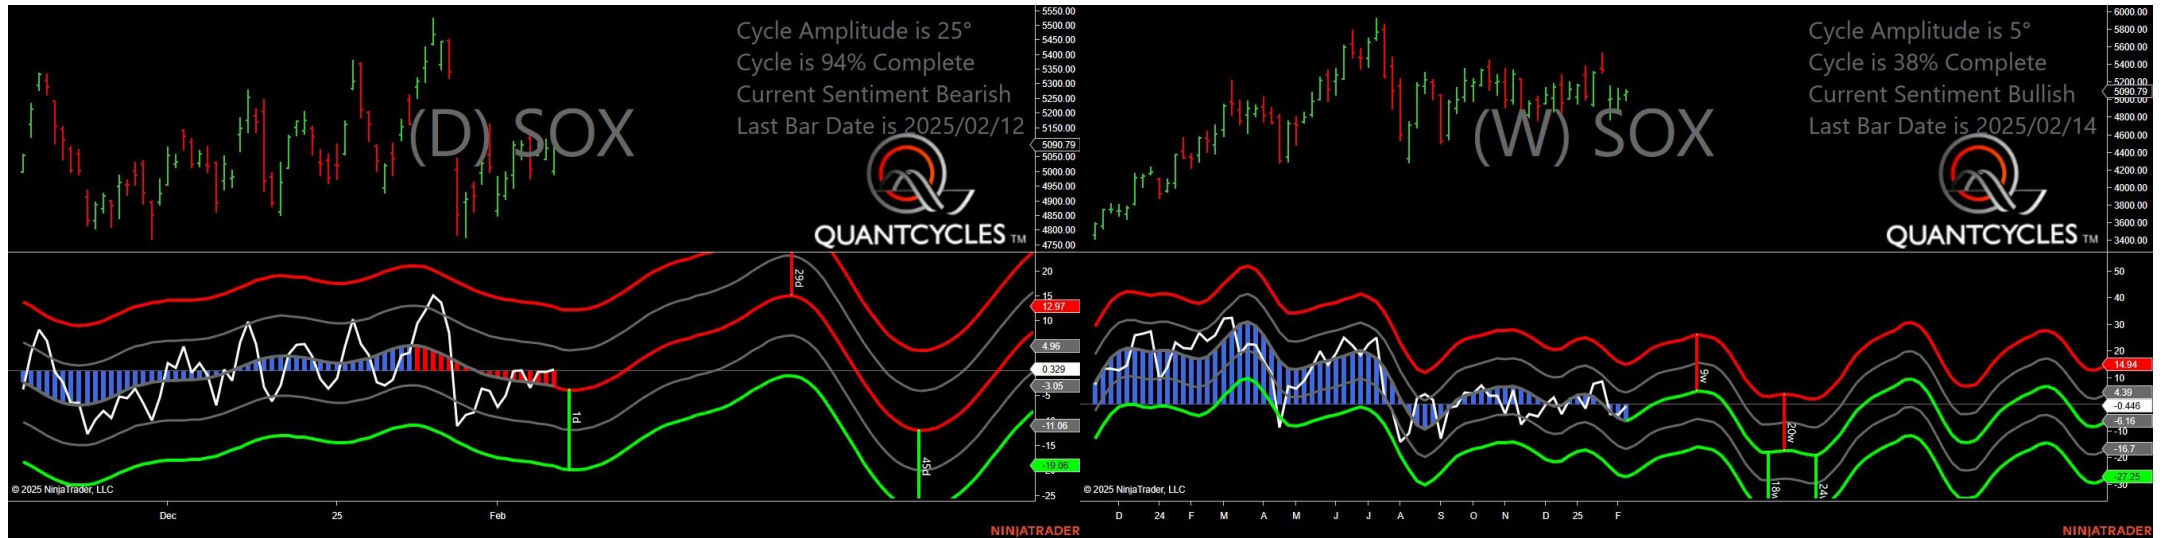 Cycle Amplitude is 25°
Cycle is 94% Complete
Current Sentiment Bearish
Last Bar Date is 2025/02/12
(D) SOX
QUANTCYCLES TM
5550.00
5500.00
5450.00
5400.00
5350.00
5300.00
5250.00
5200.00
5150.00
5090.79
5050.00
5000.00
4950.00
4900.00
4850.00
4800.00
4750.00
29d
1d
45d
20
15
12.97
10
4.96
0.329
-3.05
-5
-11.06
-15
-19.06
-25
© 2025 NinjaTrader, LLC
Dec 25 Feb
NINJATRADER
Cycle Amplitude is 5°
Cycle is 38% Complete
Current Sentiment Bullish
Last Bar Date is 2025/02/14
(W) SOX
QUANTCYCLES TM
6000.00
5800.00
5600.00
5400.00
5200.00
5090.79
5000.00
4800.00
4600.00
4400.00
4200.00
4000.00
3800.00
3600.00
3400.00
9w
20w
18w
50
40
30
20
14.94
10
4.39
-0.446
-6.16
-10
-16.7
-20
-27.25
-30
© 2025 NinjaTrader, LLC
D 24 F M A M J J A S O N D 25 F
NINJATRADER